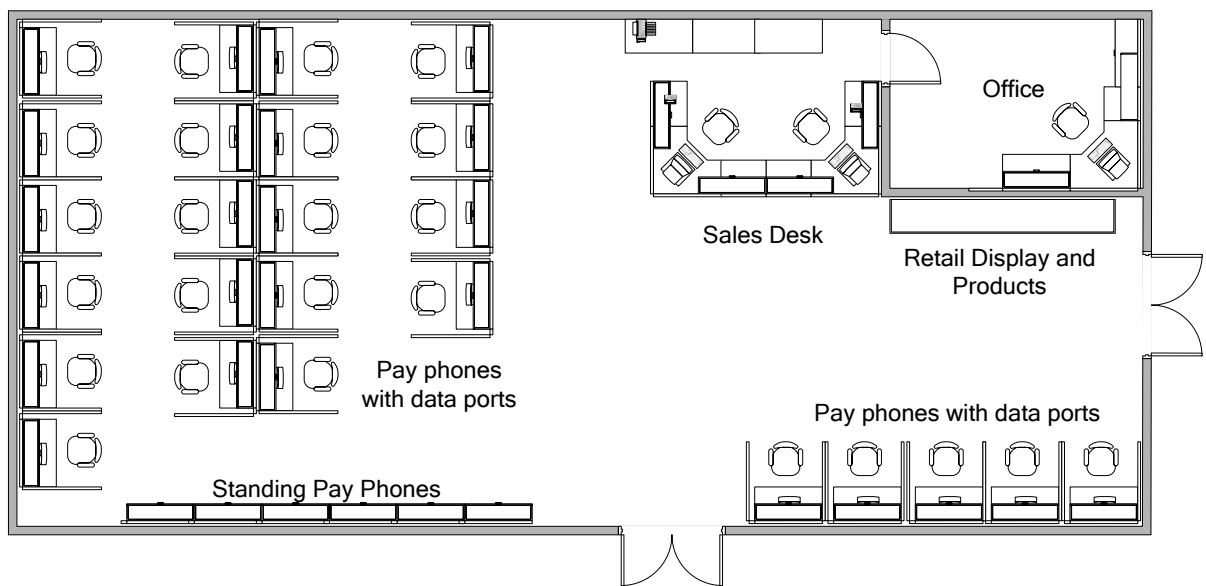 Office
Sales Desk
Retail Display and
Products
Pay phones
with data ports
Pay phones with data ports
Standing Pay Phones